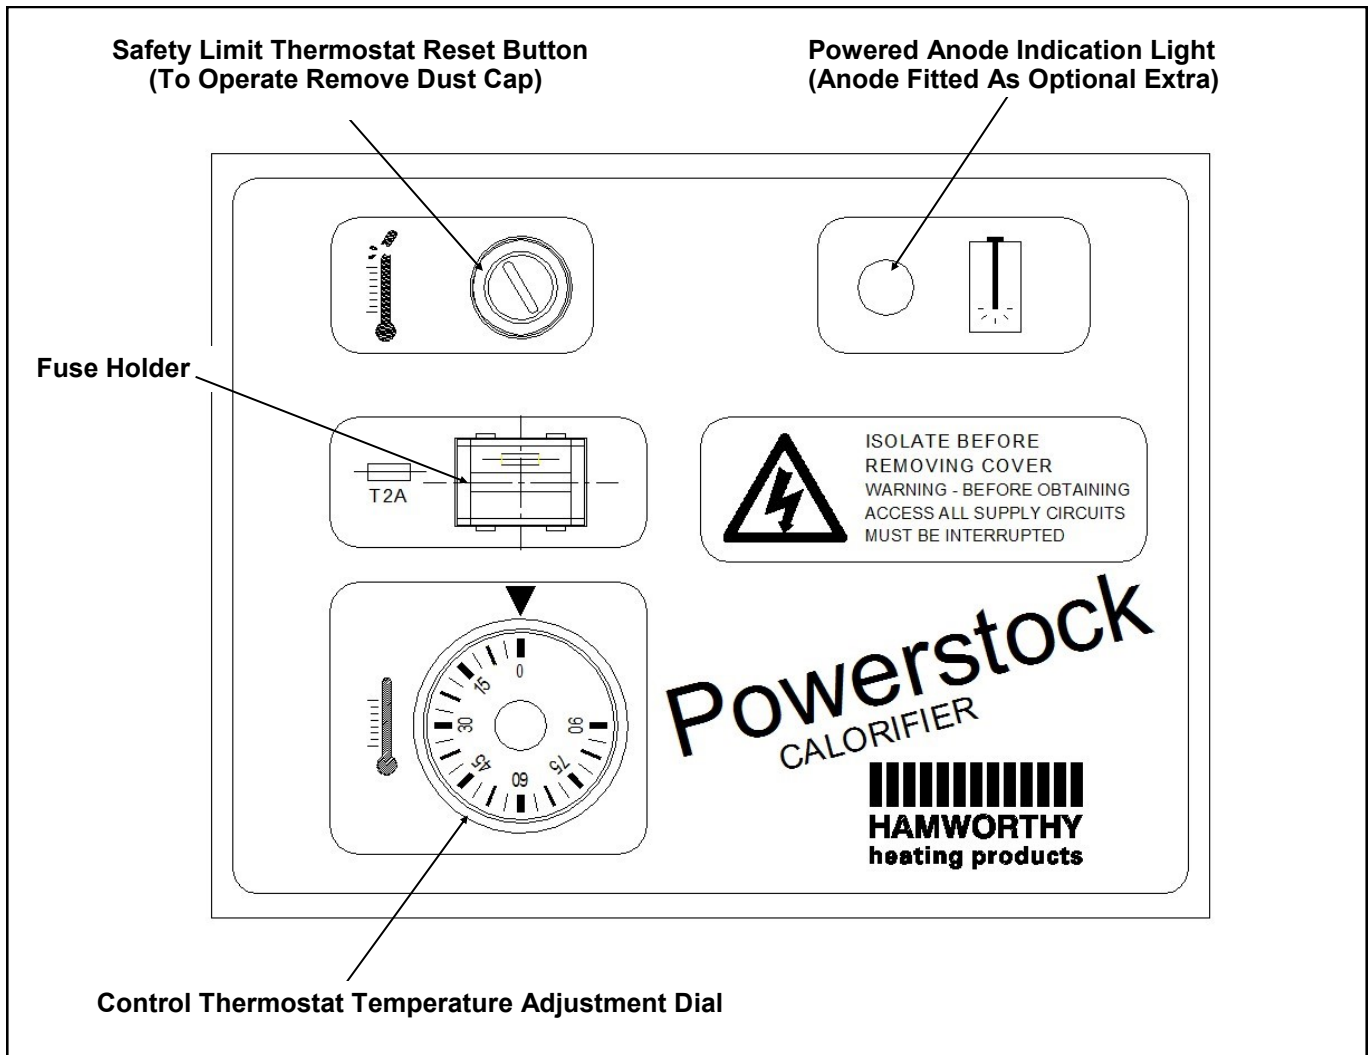 Safety Limit Thermostat Reset Button
(To Operate Remove Dust Cap)
Powered Anode Indication Light
(Anode Fitted As Optional Extra)
Fuse Holder
T2A
ISOLATE BEFORE
REMOVING COVER
WARNING - BEFORE OBTAINING
ACCESS ALL SUPPLY CIRCUITS
MUST BE INTERRUPTED
0
15
30
45
60
75
90
Powerstock
CALORIFIER
HAMWORTHY
heating products
Control Thermostat Temperature Adjustment Dial